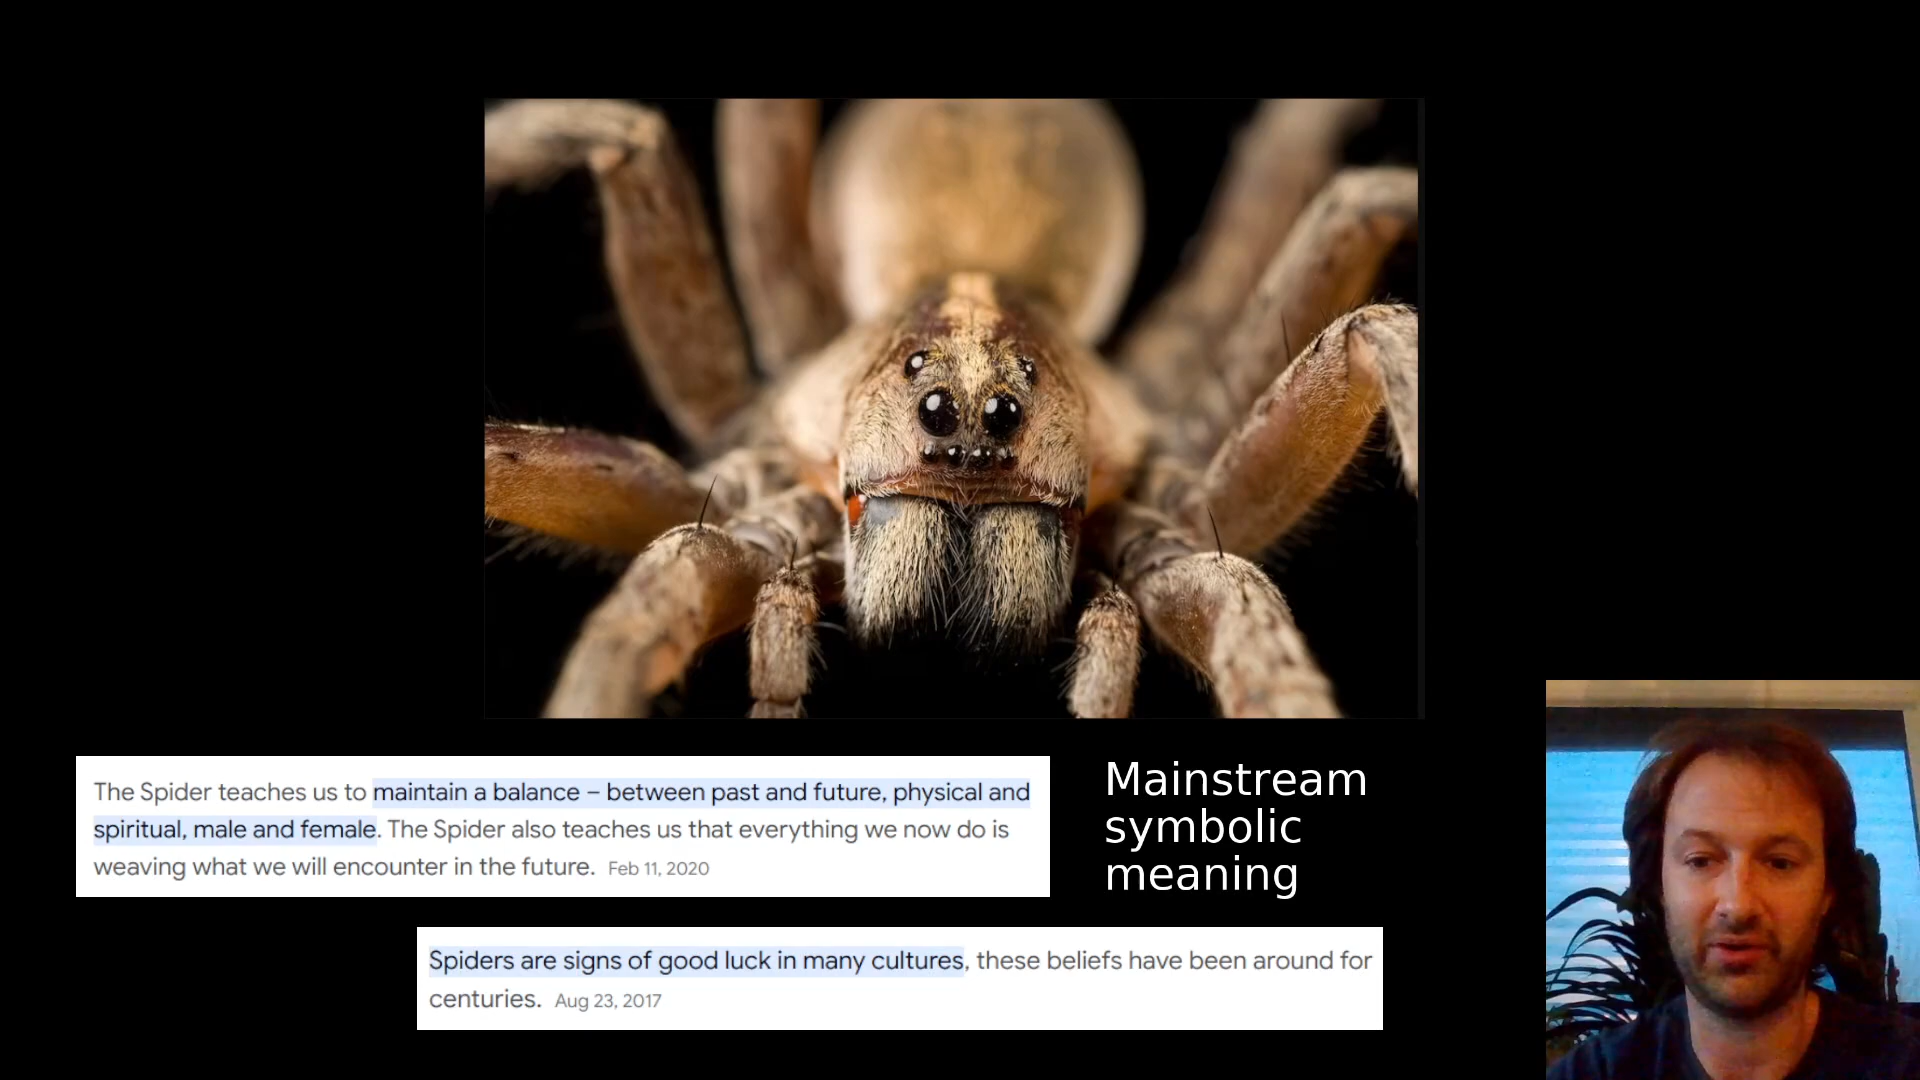 The Spider teaches us to maintain a balance – between past and future, physical and
spiritual, male and female. The Spider also teaches us that everything we now do is
weaving what we will encounter in the future. Feb 11, 2020
Mainstream
symbolic
meaning
Spiders are signs of good luck in many cultures, these beliefs have been around for
centuries. Aug 23, 2017